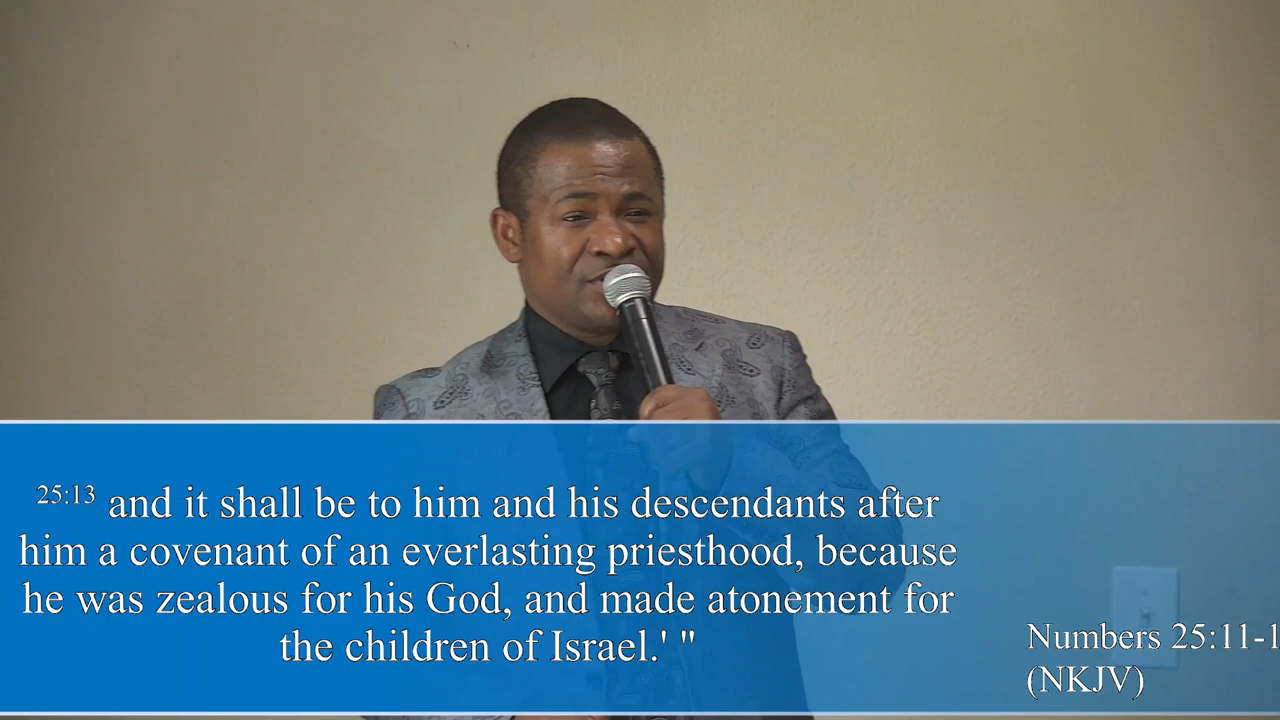 25:13 and it shall be to him and his descendants after
him a covenant of an everlasting priesthood, because
he was zealous for his God, and made atonement for
the children of Israel.' "
Numbers 25:11-1
(NKJV)